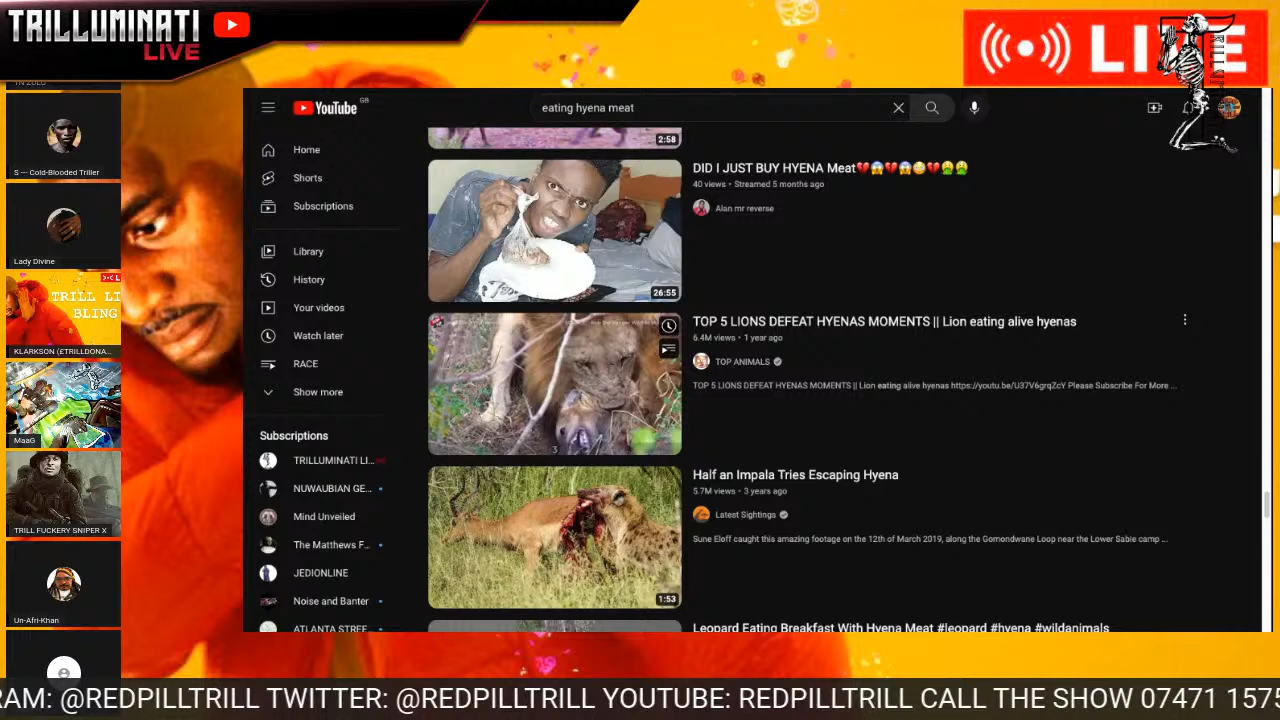 TRILLUMINATI
LIVE
LIVE
TRILLUMINATI
S --- Cold-Blooded Triller
Lady Divine
TRILL LI
BLING
KLARKSON (£TRILLDONA...
MaaG
TRILL FUCKERY SNIPER X
Un-Afri-Khan
YouTube GB
eating hyena meat
Home
Shorts
Subscriptions
Library
History
Your videos
Watch later
RACE
Show more
Subscriptions
TRILLUMINATI LI...
NUWAUBIAN GE...
Mind Unveiled
The Matthews F...
JEDIONLINE
Noise and Banter
ATLANTA STREE...
2:58
DID I JUST BUY HYENA Meat💔😱💔😱😳💔🤮🤮
40 views • Streamed 5 months ago
Alan mr reverse
26:55
TOP 5 LIONS DEFEAT HYENAS MOMENTS || Lion eating alive hyenas
6.4M views • 1 year ago
TOP ANIMALS
TOP 5 LIONS DEFEAT HYENAS MOMENTS || Lion eating alive hyenas https://youtu.be/U37V6grqZcY Please Subscribe For More ...
Half an Impala Tries Escaping Hyena
5.7M views • 3 years ago
Latest Sightings
Sune Eloff caught this amazing footage on the 12th of March 2019, along the Gomondwane Loop near the Lower Sabie camp ...
1:53
Leopard Eating Breakfast With Hyena Meat #leopard #hyena #wildanimals
RAM: @REDPILLTRILL TWITTER: @REDPILLTRILL YOUTUBE: REDPILLTRILL CALL THE SHOW 07471 1575